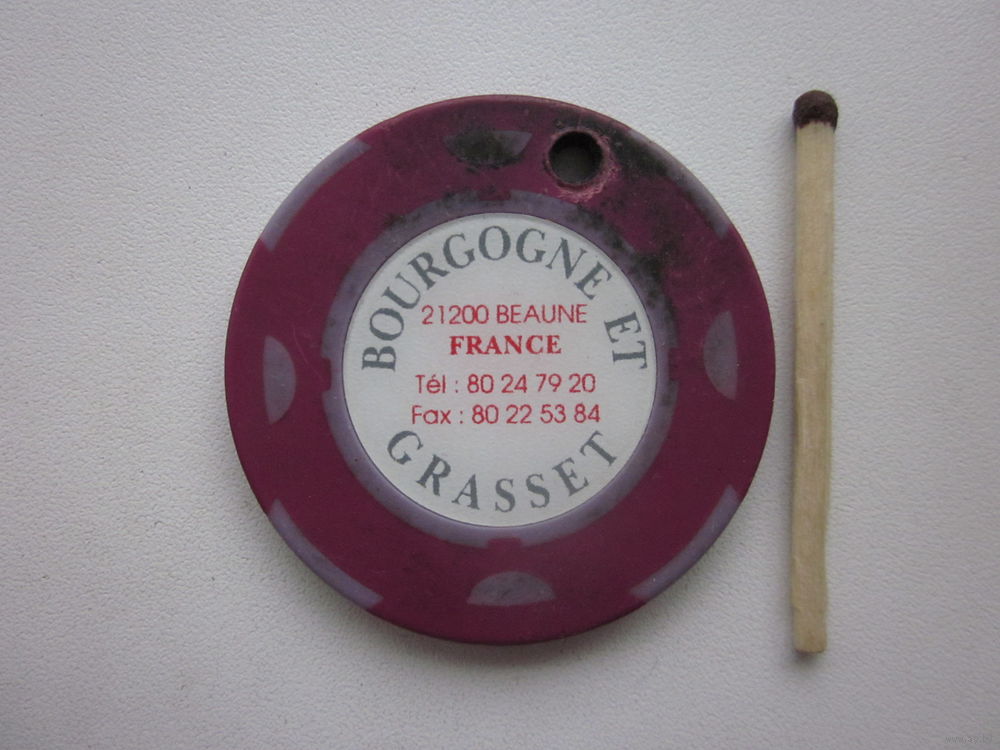 BOURGOGNE ET
21200 BEAUNE
FRANCE
Tél : 80 24 79 20
Fax : 80 22 53 84
GRASSET